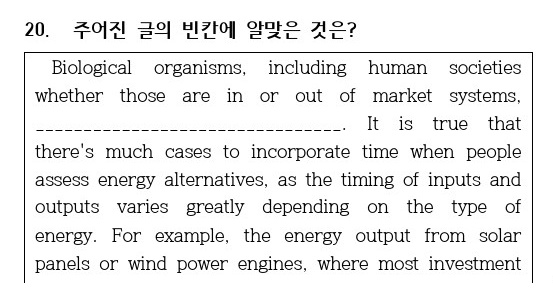 20. 주어진 글의 빈칸에 알맞은 것은?
Biological organisms, including human societies
whether those are in or out of market systems,
________________________________. It is true that
there's much cases to incorporate time when people
assess energy alternatives, as the timing of inputs and
outputs varies greatly depending on the type of
energy. For example, the energy output from solar
panels or wind power engines, where most investment